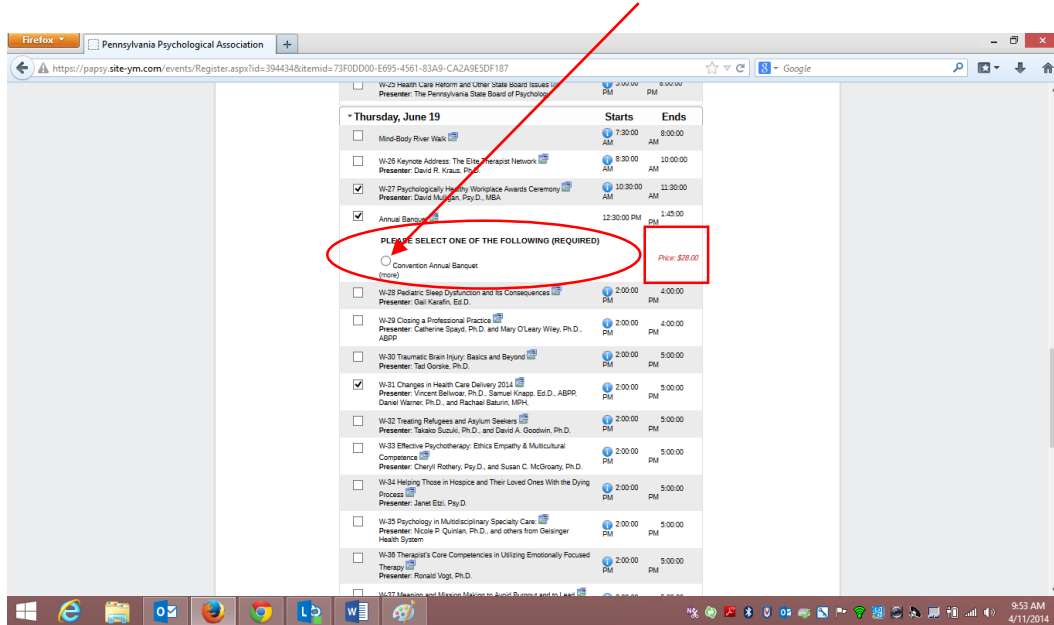 Firefox
Pennsylvania Psychological Association
https://papsy.site-ym.com/events/Register.aspx?id=394434&itemid=73F0DD00-E695-4561-83A9-CA2A9E5DF187
Google
W-25 Health Care Reform and Other State Board Issues
Presenter: The Pennsylvania State Board of Psychology
PM PM
Thursday, June 19 Starts Ends
Mind-Body River Walk 7:30:00 AM 8:00:00 AM
W-26 Keynote Address: The Elite Therapist Network 8:30:00 AM 10:00:00 AM
Presenter: David R. Kraus, Ph.D.
W-27 Psychologically Healthy Workplace Awards Ceremony 10:30:00 AM 11:30:00 AM
Presenter: David Mulligan, Psy.D., MBA
Annual Banquet 12:30:00 PM 1:45:00 PM
PLEASE SELECT ONE OF THE FOLLOWING (REQUIRED)
Convention Annual Banquet Price: $28.00
(more)
W-28 Pediatric Sleep Dysfunction and Its Consequences 2:00:00 PM 4:00:00 PM
Presenter: Gail Karafin, Ed.D.
W-29 Closing a Professional Practice 2:00:00 PM 4:00:00 PM
Presenter: Catherine Spayd, Ph.D. and Mary O'Leary Wiley, Ph.D.,
ABPP
W-30 Traumatic Brain Injury: Basics and Beyond 2:00:00 PM 5:00:00 PM
Presenter: Tad Gorske, Ph.D.
W-31 Changes in Health Care Delivery 2014 2:00:00 PM 5:00:00 PM
Presenter: Vincent Bellwoar, Ph.D., Samuel Knapp, Ed.D., ABPP,
Daniel Warner, Ph.D., and Rachael Baturin, MPH,
W-32 Treating Refugees and Asylum Seekers 2:00:00 PM 5:00:00 PM
Presenter: Takako Suzuki, Ph.D., and David A. Goodwin, Ph.D.
W-33 Effective Psychotherapy: Ethics Empathy & Multicultural
Competence 2:00:00 PM 5:00:00 PM
Presenter: Cheryll Rothery, Psy.D., and Susan C. McGroarty, Ph.D.
W-34 Helping Those in Hospice and Their Loved Ones With the Dying
Process 2:00:00 PM 5:00:00 PM
Presenter: Janet Etzi, Psy.D.
W-35 Psychology in Multidisciplinary Specialty Care: 2:00:00 PM 5:00:00 PM
Presenter: Nicole P. Quinlan, Ph.D., and others from Geisinger
Health System
W-36 Therapist's Core Competencies in Utilizing Emotionally Focused
Therapy 2:00:00 PM 5:00:00 PM
Presenter: Ronald Vogt, Ph.D.
W-37 Meaning and Mission Making to Avoid Burnout and to Lead
9:53 AM
4/11/2014